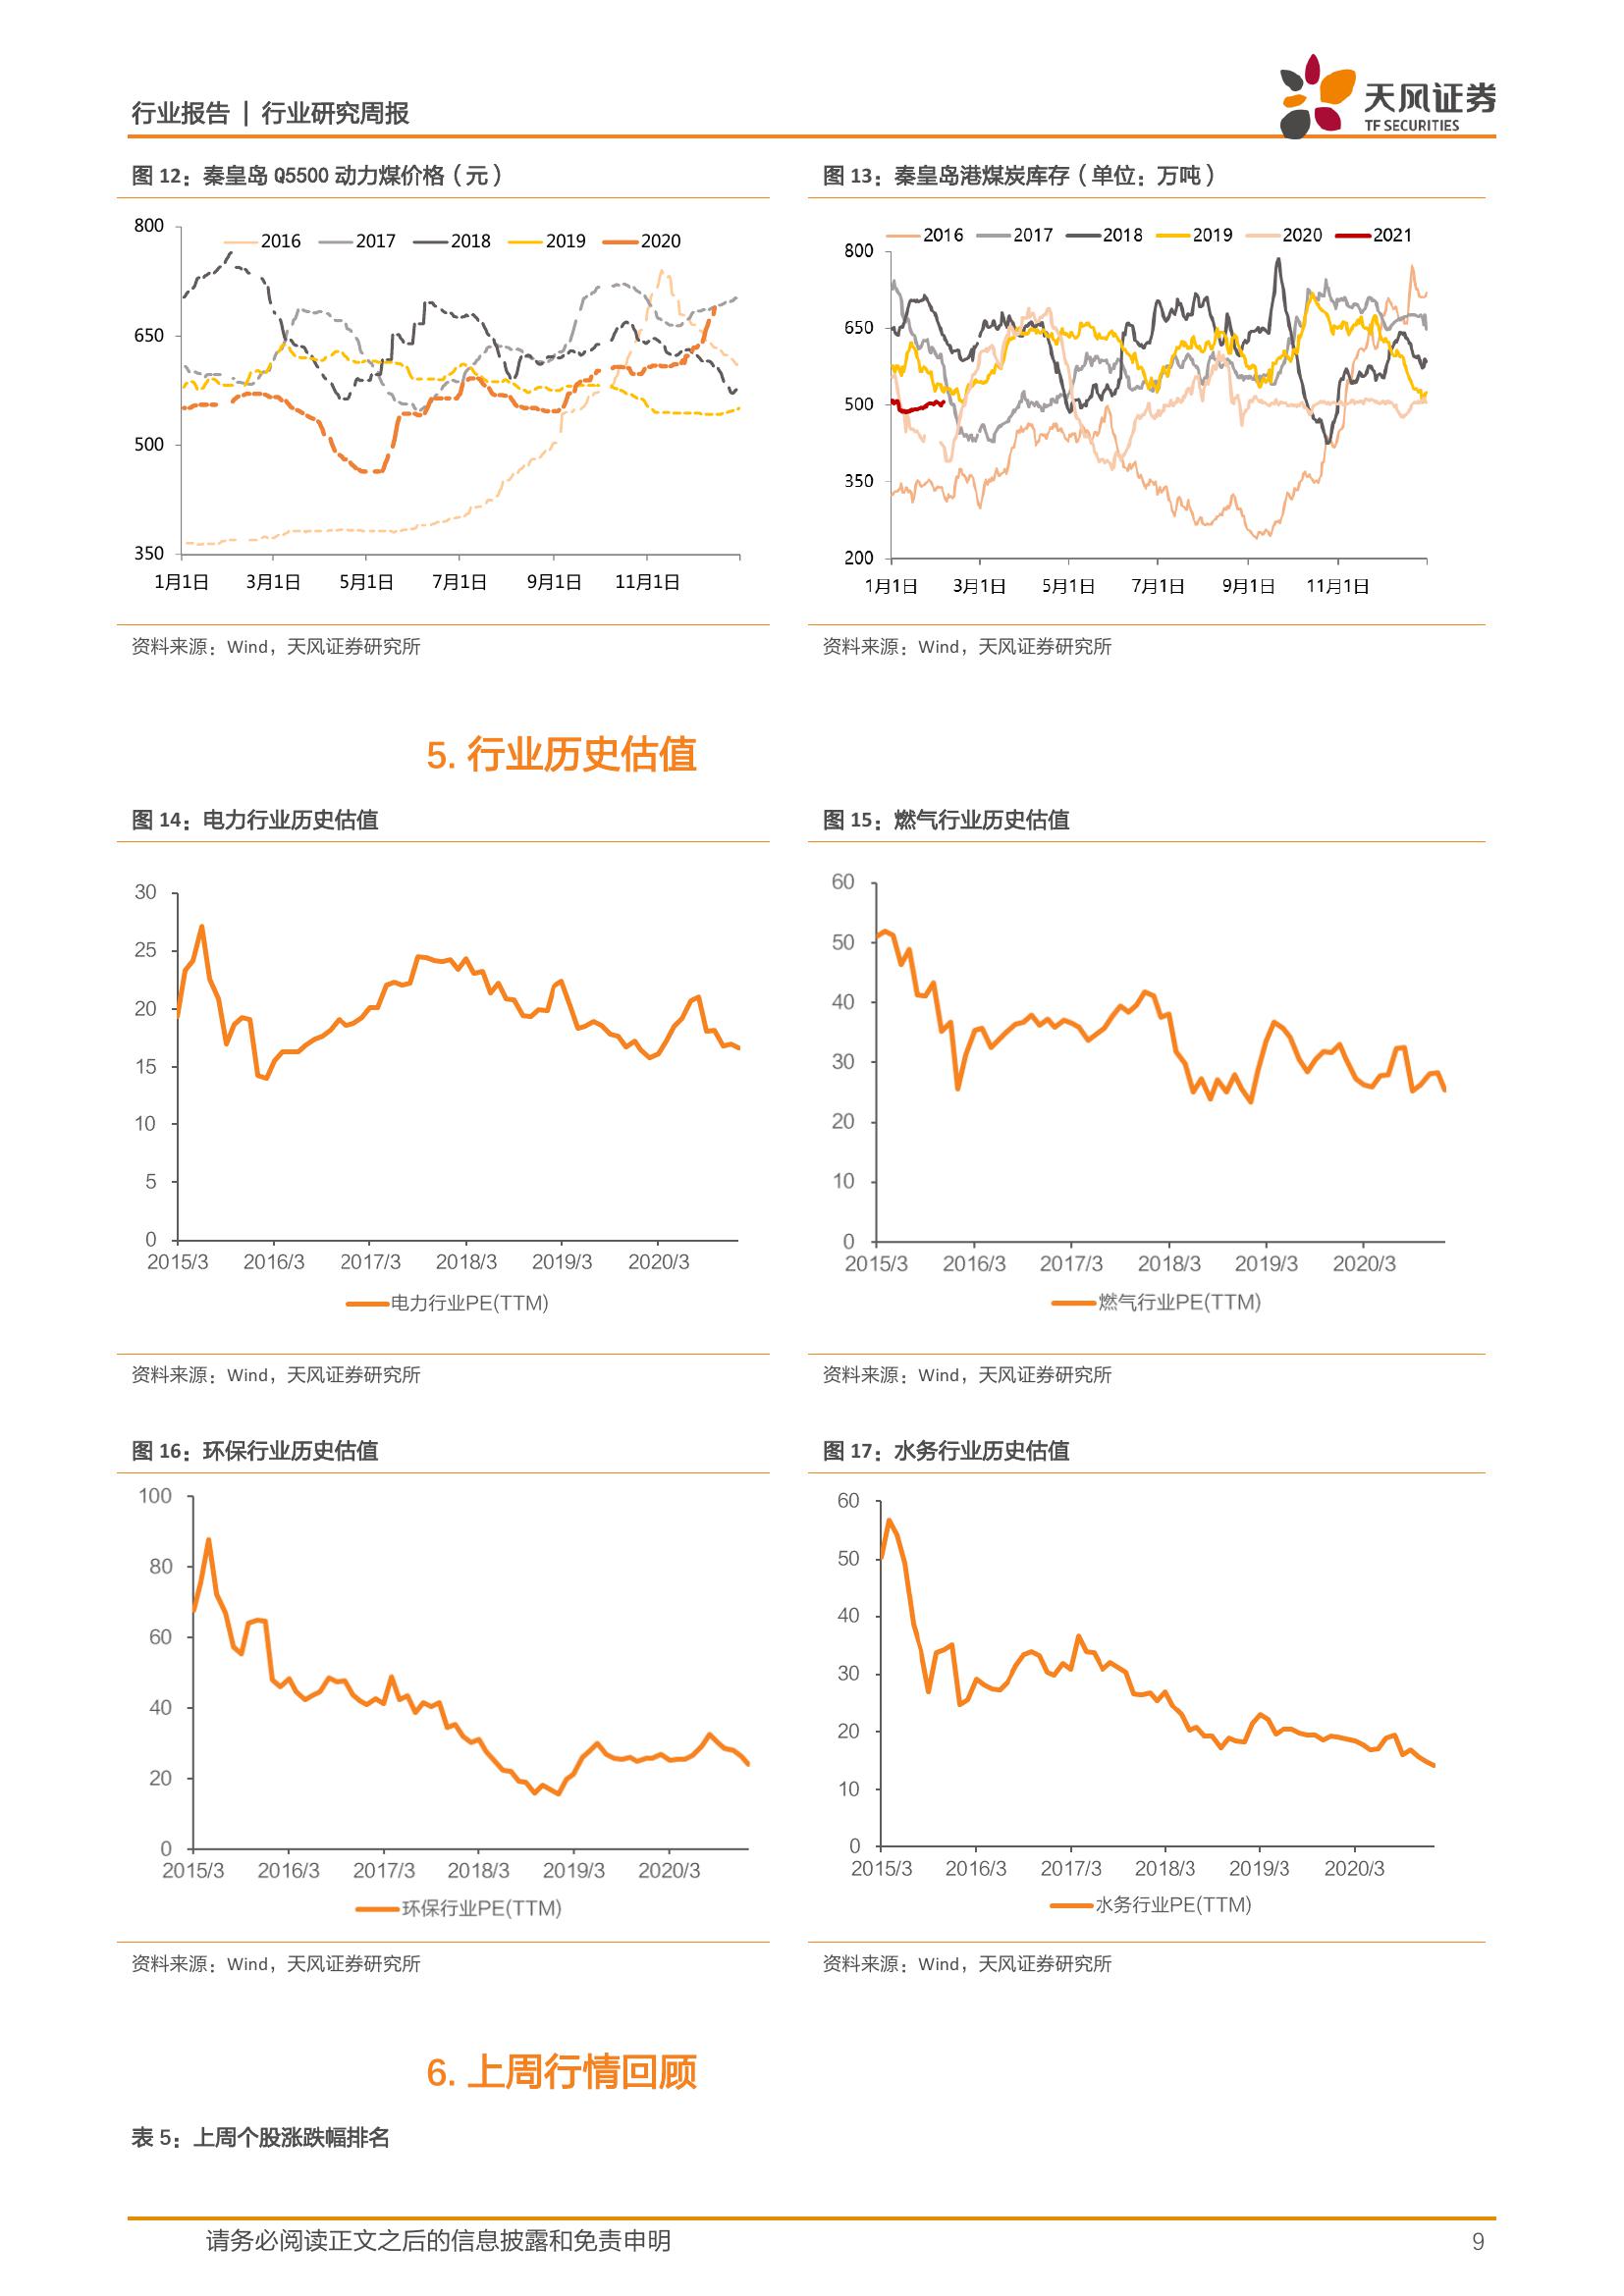 行业报告 | 行业研究周报
天风证券
TF SECURITIES
图 12：秦皇岛 Q5500 动力煤价格（元）
800
650
500
350
2016 2017 2018 2019 2020
1月1日 3月1日 5月1日 7月1日 9月1日 11月1日
资料来源：Wind，天风证券研究所
图 13：秦皇岛港煤炭库存（单位：万吨）
2016 2017 2018 2019 2020 2021
800
650
500
350
200
1月1日 3月1日 5月1日 7月1日 9月1日 11月1日
资料来源：Wind，天风证券研究所
5. 行业历史估值
图 14：电力行业历史估值
30
25
20
15
10
5
0
2015/3 2016/3 2017/3 2018/3 2019/3 2020/3
电力行业PE(TTM)
资料来源：Wind，天风证券研究所
图 15：燃气行业历史估值
60
50
40
30
20
10
0
2015/3 2016/3 2017/3 2018/3 2019/3 2020/3
燃气行业PE(TTM)
资料来源：Wind，天风证券研究所
图 16：环保行业历史估值
100
80
60
40
20
0
2015/3 2016/3 2017/3 2018/3 2019/3 2020/3
环保行业PE(TTM)
资料来源：Wind，天风证券研究所
图 17：水务行业历史估值
60
50
40
30
20
10
0
2015/3 2016/3 2017/3 2018/3 2019/3 2020/3
水务行业PE(TTM)
资料来源：Wind，天风证券研究所
6. 上周行情回顾
表 5：上周个股涨跌幅排名
请务必阅读正文之后的信息披露和免责申明 9